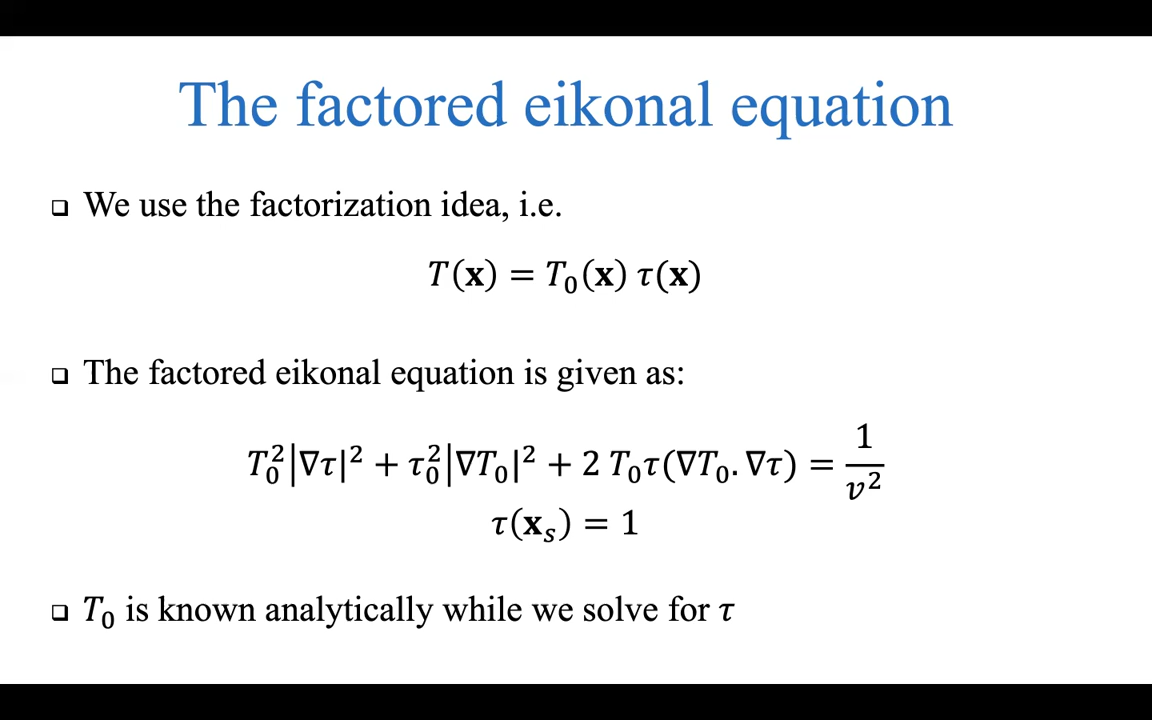 The factored eikonal equation
❑ We use the factorization idea, i.e.
𝑇(𝐱) = 𝑇₀(𝐱) 𝜏(𝐱)
❑ The factored eikonal equation is given as:
𝑇₀²|∇𝜏|² + 𝜏₀²|∇𝑇₀|² + 2 𝑇₀𝜏(∇𝑇₀. ∇𝜏) = 1/𝑣²
𝜏(𝐱ₛ) = 1
❑ 𝑇₀ is known analytically while we solve for 𝜏